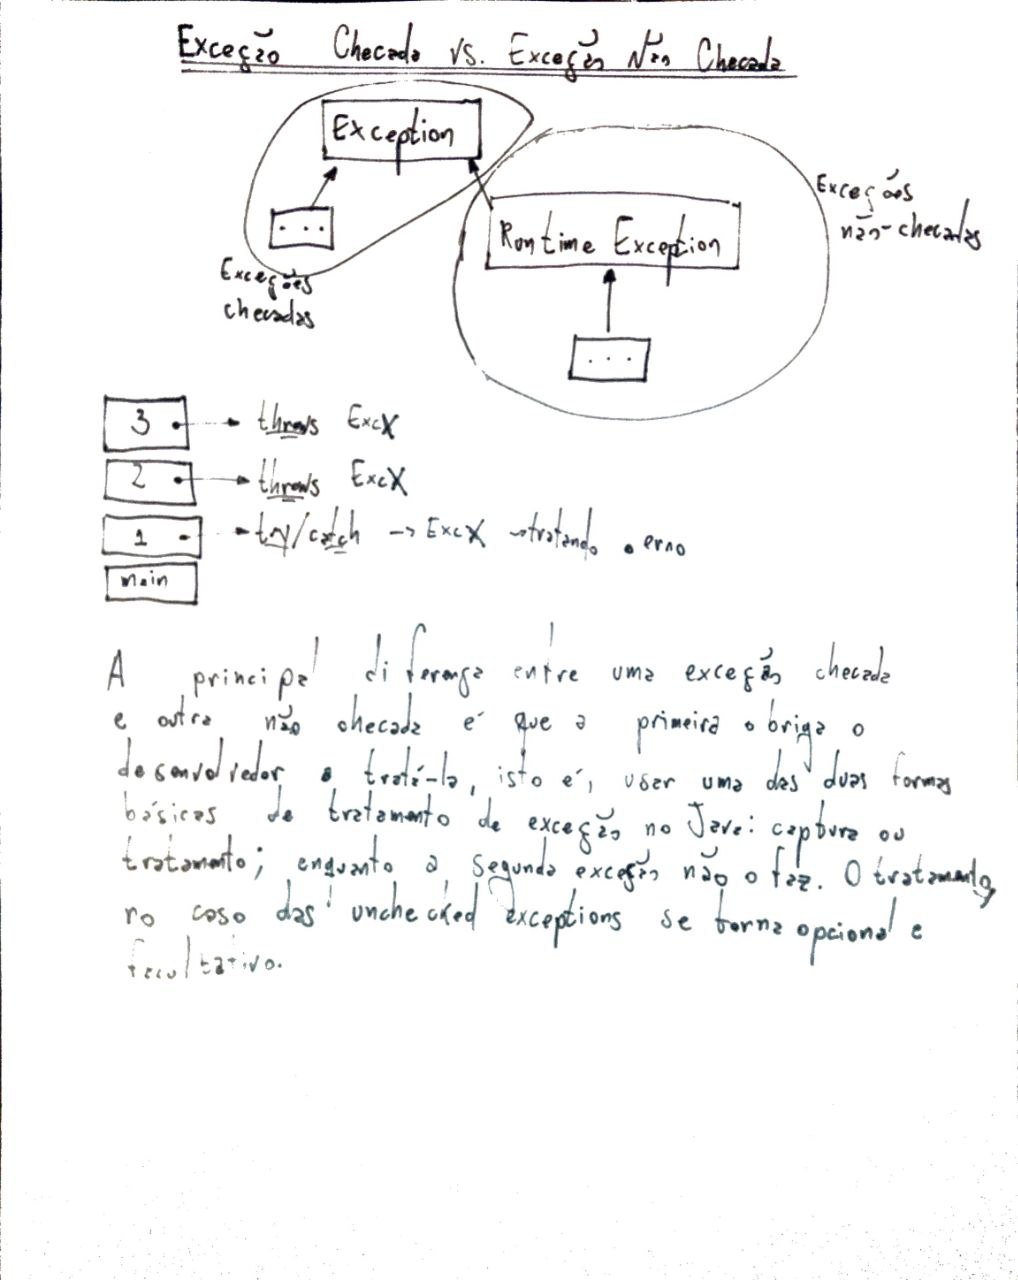 Exceção Checada vs. Exceção Não Checada
Exception
...
Exceções
checadas
Runtime Exception
...
Exceções
não-checadas
3 → throws ExcX
2 → throws ExcX
1 → try/catch → ExcX → tratando o erro
main
A principal diferença entre uma exceção checada
e outra não checada é que a primeira obriga o
desenvolvedor a tratá-la, isto é, usar uma das duas formas
básicas de tratamento de exceção no Java: captura ou
tratamento; enquanto a segunda exceção não o faz. O tratamento,
no caso das unchecked exceptions se torna opcional e
facultativo.